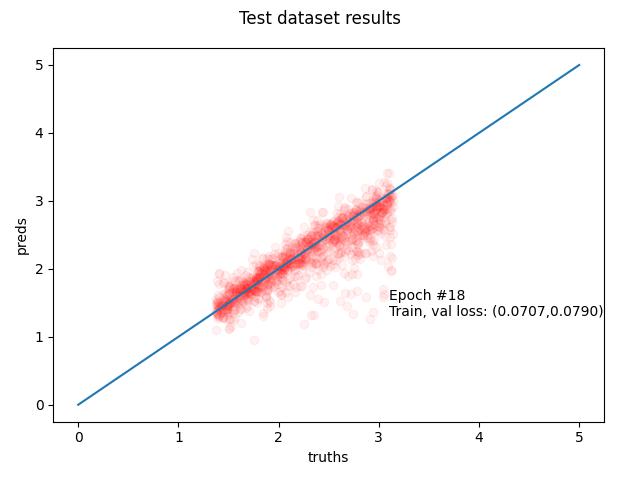 Test dataset results
5
4
3
2
1
0
preds
Epoch #18
Train, val loss: (0.0707,0.0790)
0 1 2 3 4 5
truths